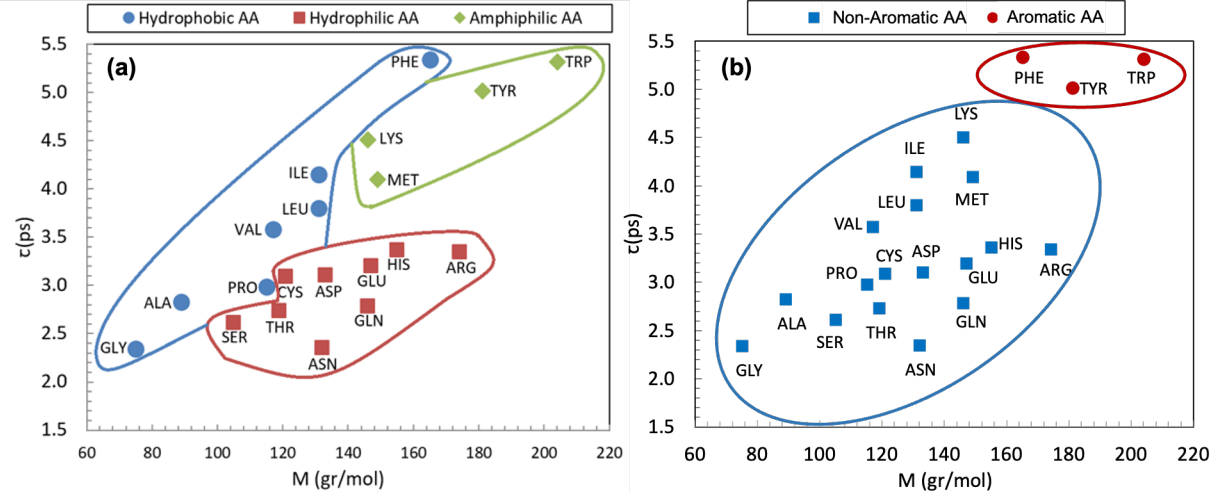 Hydrophobic AA Hydrophilic AA Amphiphilic AA
(a)
5.5
5.0
4.5
4.0
3.5
3.0
2.5
2.0
1.5
τ(ps)
PHE
TRP
TYR
LYS
MET
ILE
LEU
VAL
HIS
ARG
GLU
ASP
CYS
PRO
ALA
GLN
THR
SER
GLY
ASN
60 80 100 120 140 160 180 200 220
M (gr/mol)
Non-Aromatic AA Aromatic AA
(b)
5.5
5.0
4.5
4.0
3.5
3.0
2.5
2.0
1.5
τ(ps)
PHE
TRP
TYR
LYS
ILE
MET
LEU
VAL
HIS
ASP
CYS
ARG
PRO
GLU
ALA
GLN
THR
SER
GLY
ASN
60 80 100 120 140 160 180 200 220
M (gr/mol)